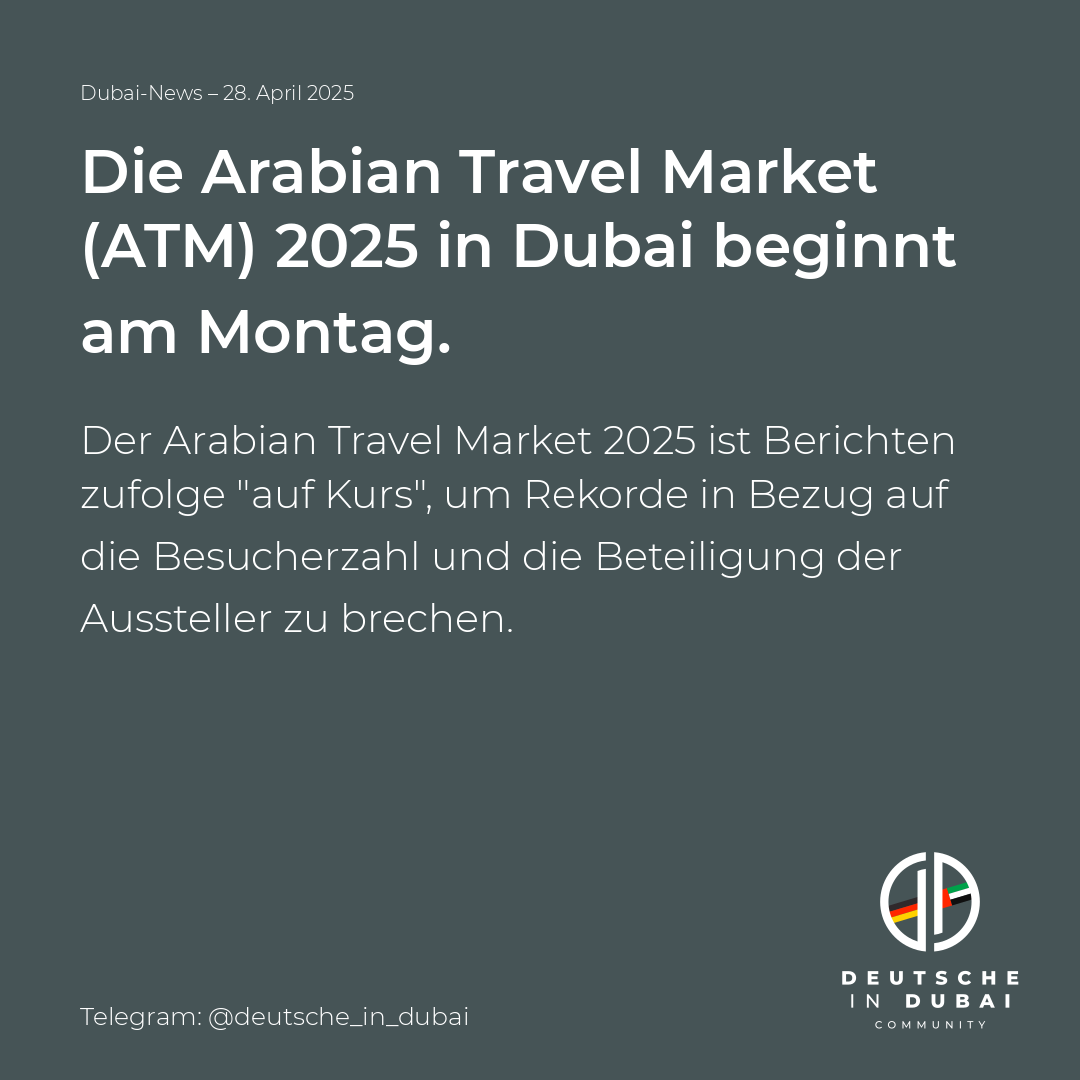 Dubai-News – 28. April 2025
Die Arabian Travel Market
(ATM) 2025 in Dubai beginnt
am Montag.
Der Arabian Travel Market 2025 ist Berichten
zufolge "auf Kurs", um Rekorde in Bezug auf
die Besucherzahl und die Beteiligung der
Aussteller zu brechen.
DEUTSCHE
IN DUBAI
COMMUNITY
Telegram: @deutsche_in_dubai